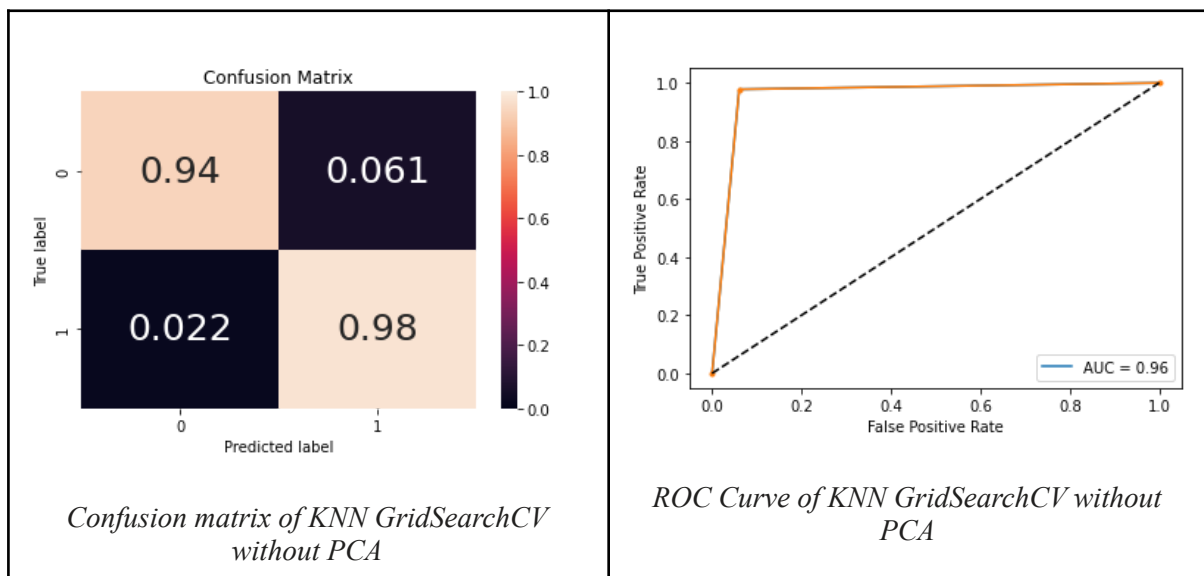 Confusion Matrix
0.94
0.061
0.022
0.98
0
1
True label
0
1
Predicted label
1.0
0.8
0.6
0.4
0.2
0.0
Confusion matrix of KNN GridSearchCV
without PCA
1.0
0.8
0.6
0.4
0.2
0.0
True Positive Rate
AUC = 0.96
0.0
0.2
0.4
0.6
0.8
1.0
False Positive Rate
ROC Curve of KNN GridSearchCV without
PCA